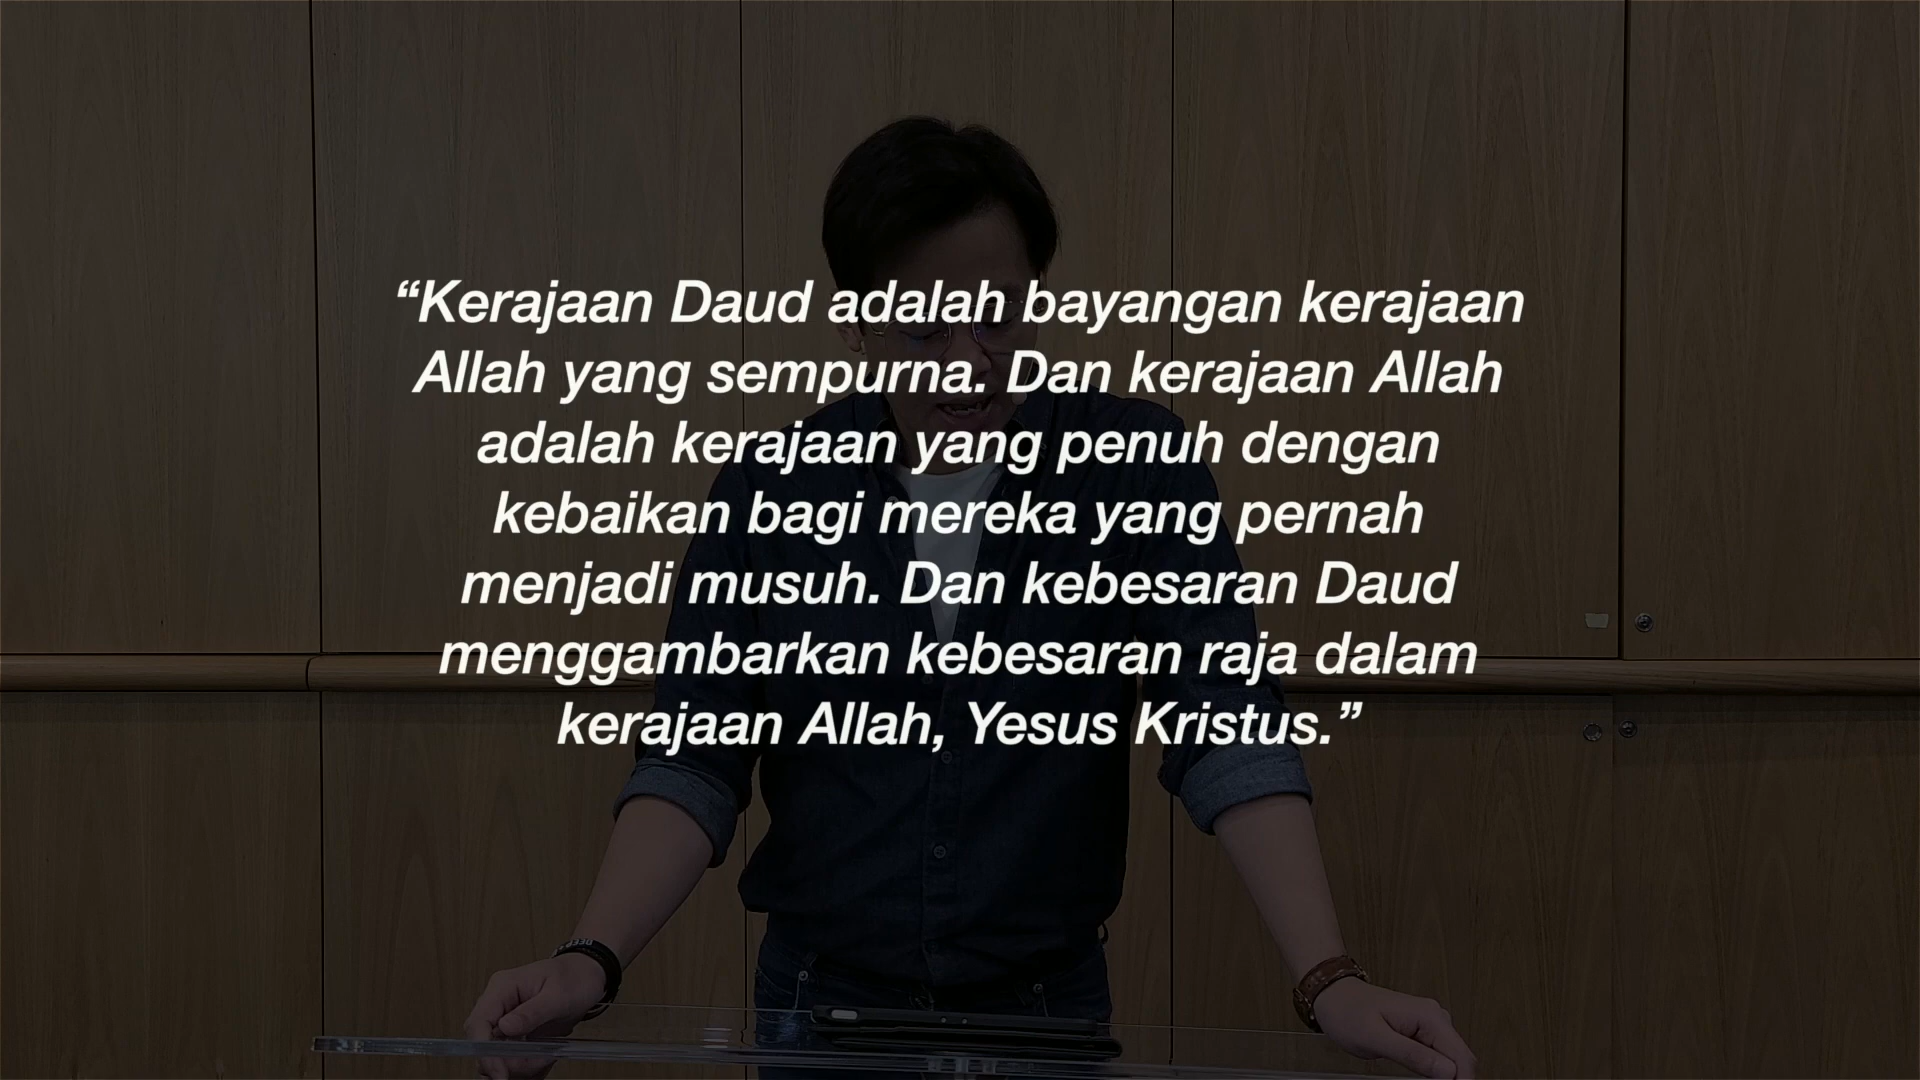 “Kerajaan Daud adalah bayangan kerajaan
Allah yang sempurna. Dan kerajaan Allah
adalah kerajaan yang penuh dengan
kebaikan bagi mereka yang pernah
menjadi musuh. Dan kebesaran Daud
menggambarkan kebesaran raja dalam
kerajaan Allah, Yesus Kristus.”
DEEP